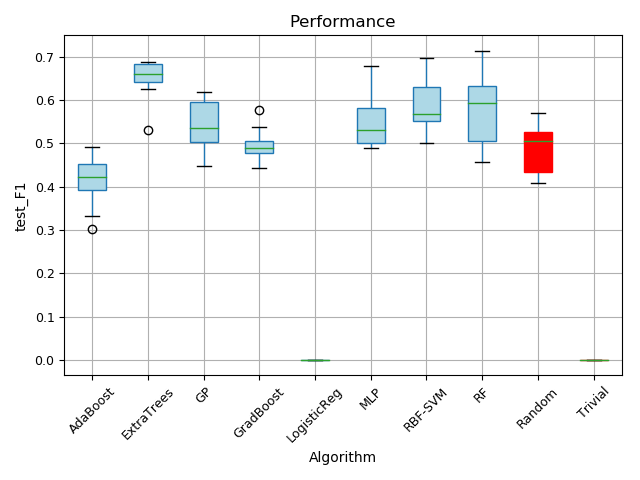 Performance
test_F1
0.7
0.6
0.5
0.4
0.3
0.2
0.1
0.0
AdaBoost
ExtraTrees
GP
GradBoost
LogisticReg
MLP
RBF-SVM
RF
Random
Trivial
Algorithm